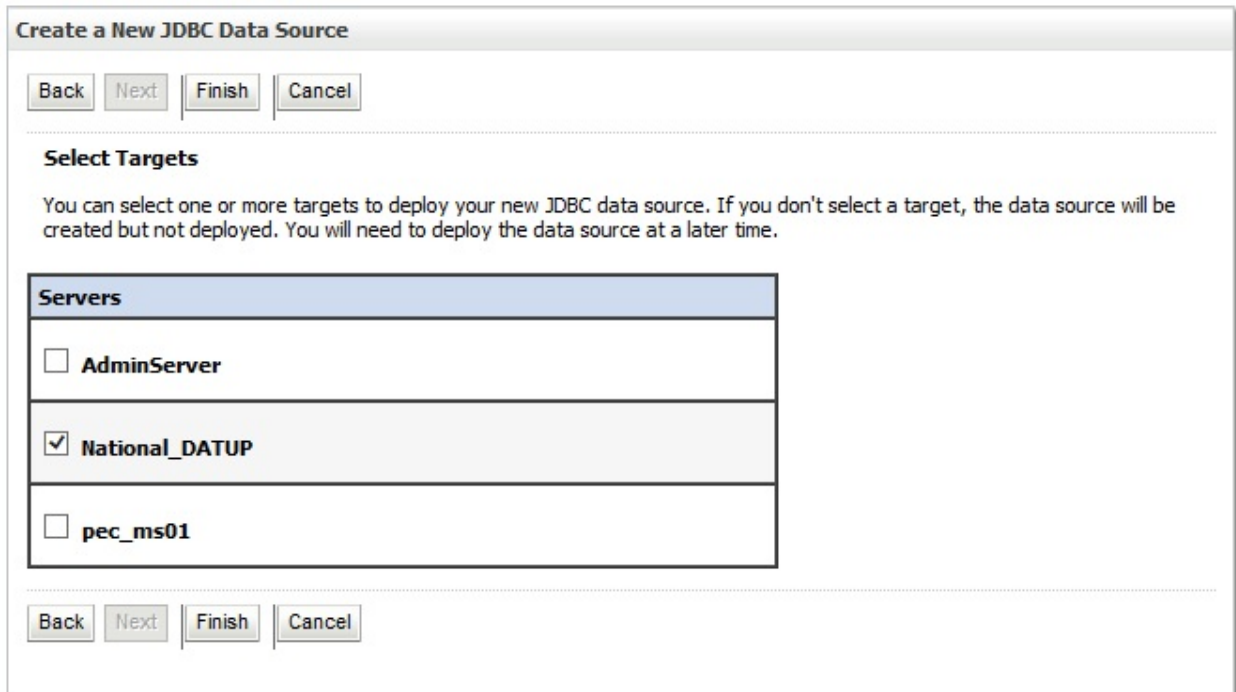 Create a New JDBC Data Source
Back Next Finish Cancel
Select Targets
You can select one or more targets to deploy your new JDBC data source. If you don't select a target, the data source will be
created but not deployed. You will need to deploy the data source at a later time.
Servers
AdminServer
National_DATUP
pec_ms01
Back Next Finish Cancel